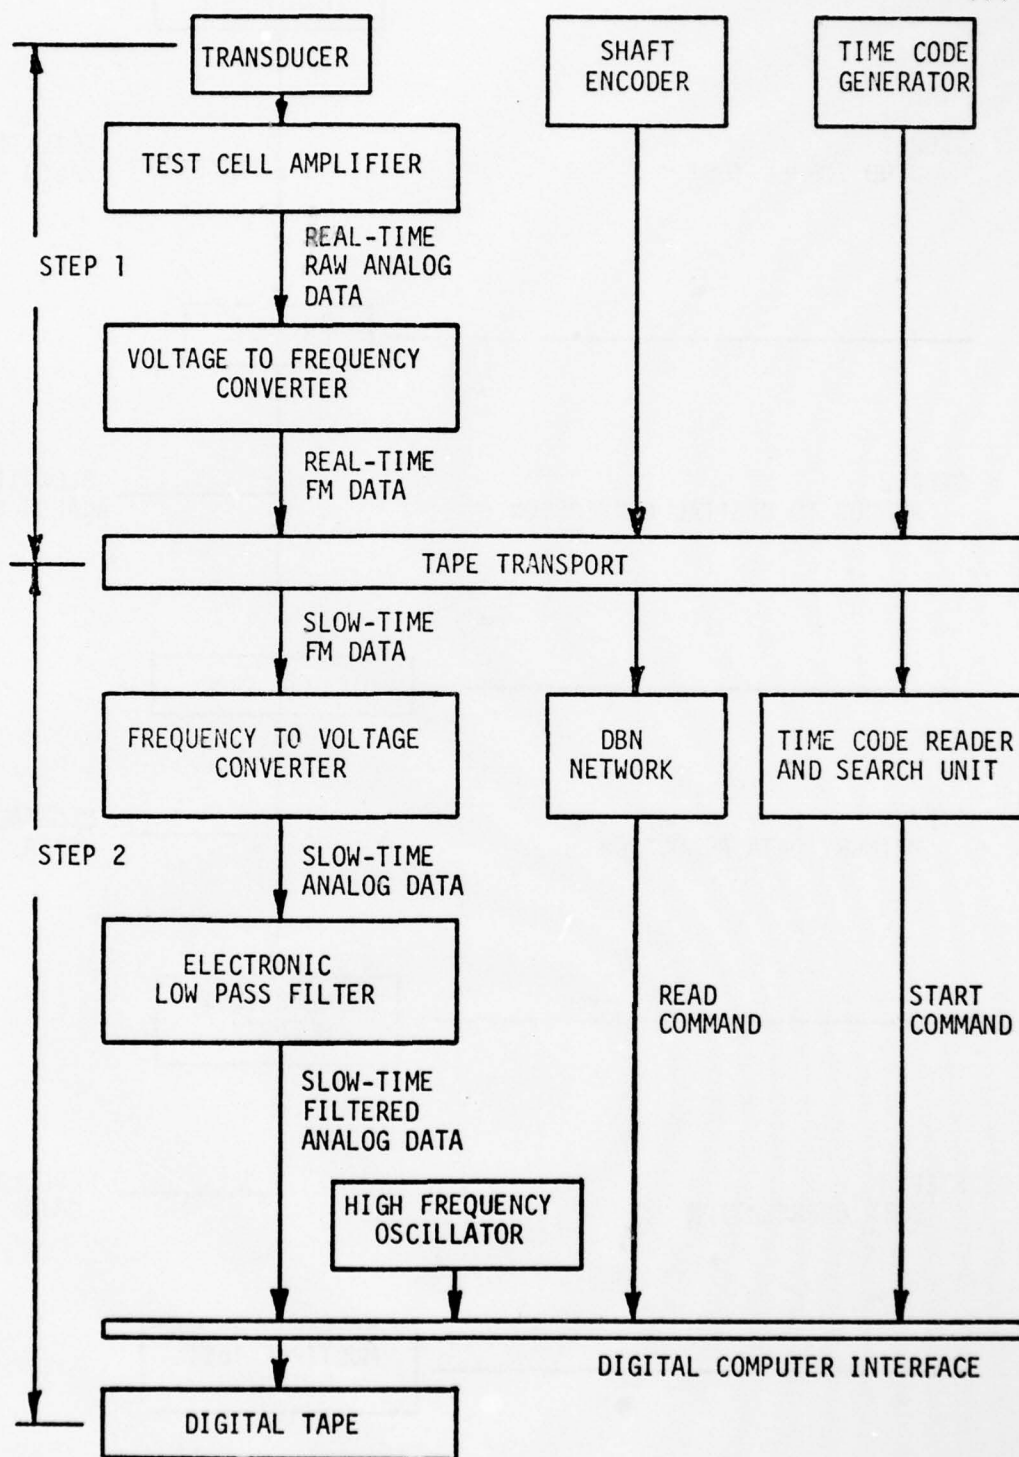 TRANSDUCER
SHAFT
ENCODER
TIME CODE
GENERATOR
TEST CELL AMPLIFIER
REAL-TIME
RAW ANALOG
DATA
STEP 1
VOLTAGE TO FREQUENCY
CONVERTER
REAL-TIME
FM DATA
TAPE TRANSPORT
SLOW-TIME
FM DATA
FREQUENCY TO VOLTAGE
CONVERTER
DBN
NETWORK
TIME CODE READER
AND SEARCH UNIT
STEP 2
SLOW-TIME
ANALOG DATA
ELECTRONIC
LOW PASS FILTER
READ
COMMAND
START
COMMAND
SLOW-TIME
FILTERED
ANALOG DATA
HIGH FREQUENCY
OSCILLATOR
DIGITAL COMPUTER INTERFACE
DIGITAL TAPE